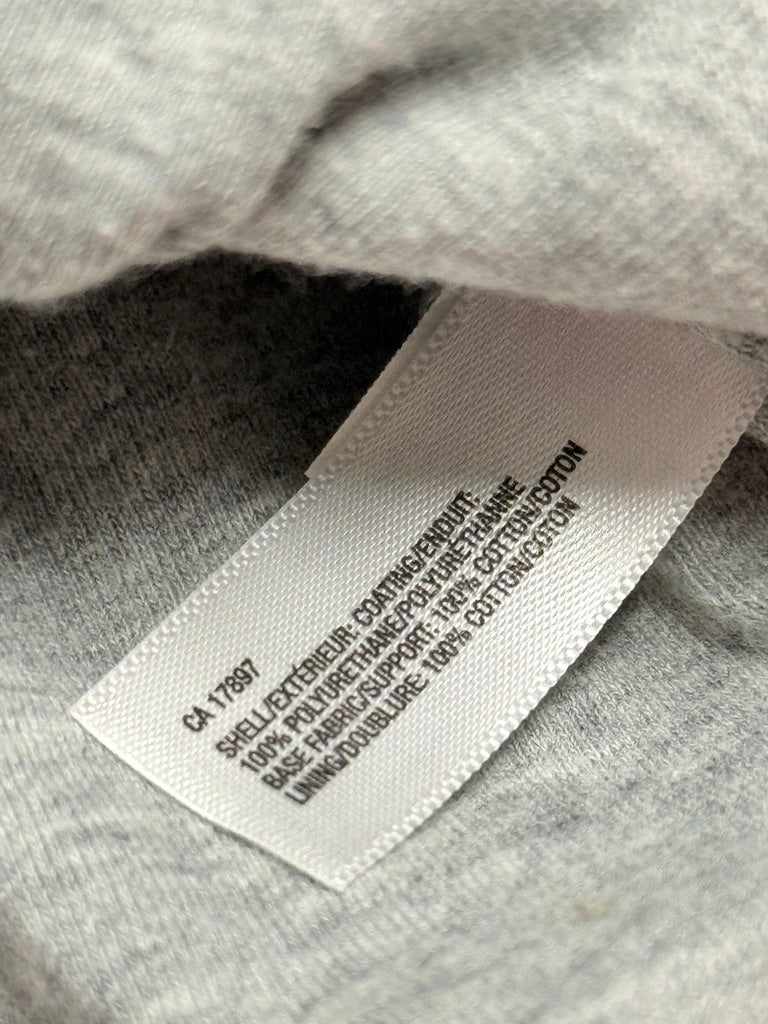 CA 17897
SHELL/EXTÉRIEUR: COATING/ENDUIT:
100% POLYURETHANE/POLYURETHANNE
BASE FABRIC/SUPPORT: 100% COTTON/COTON
LINING/DOUBLURE: 100% COTTON/COTON